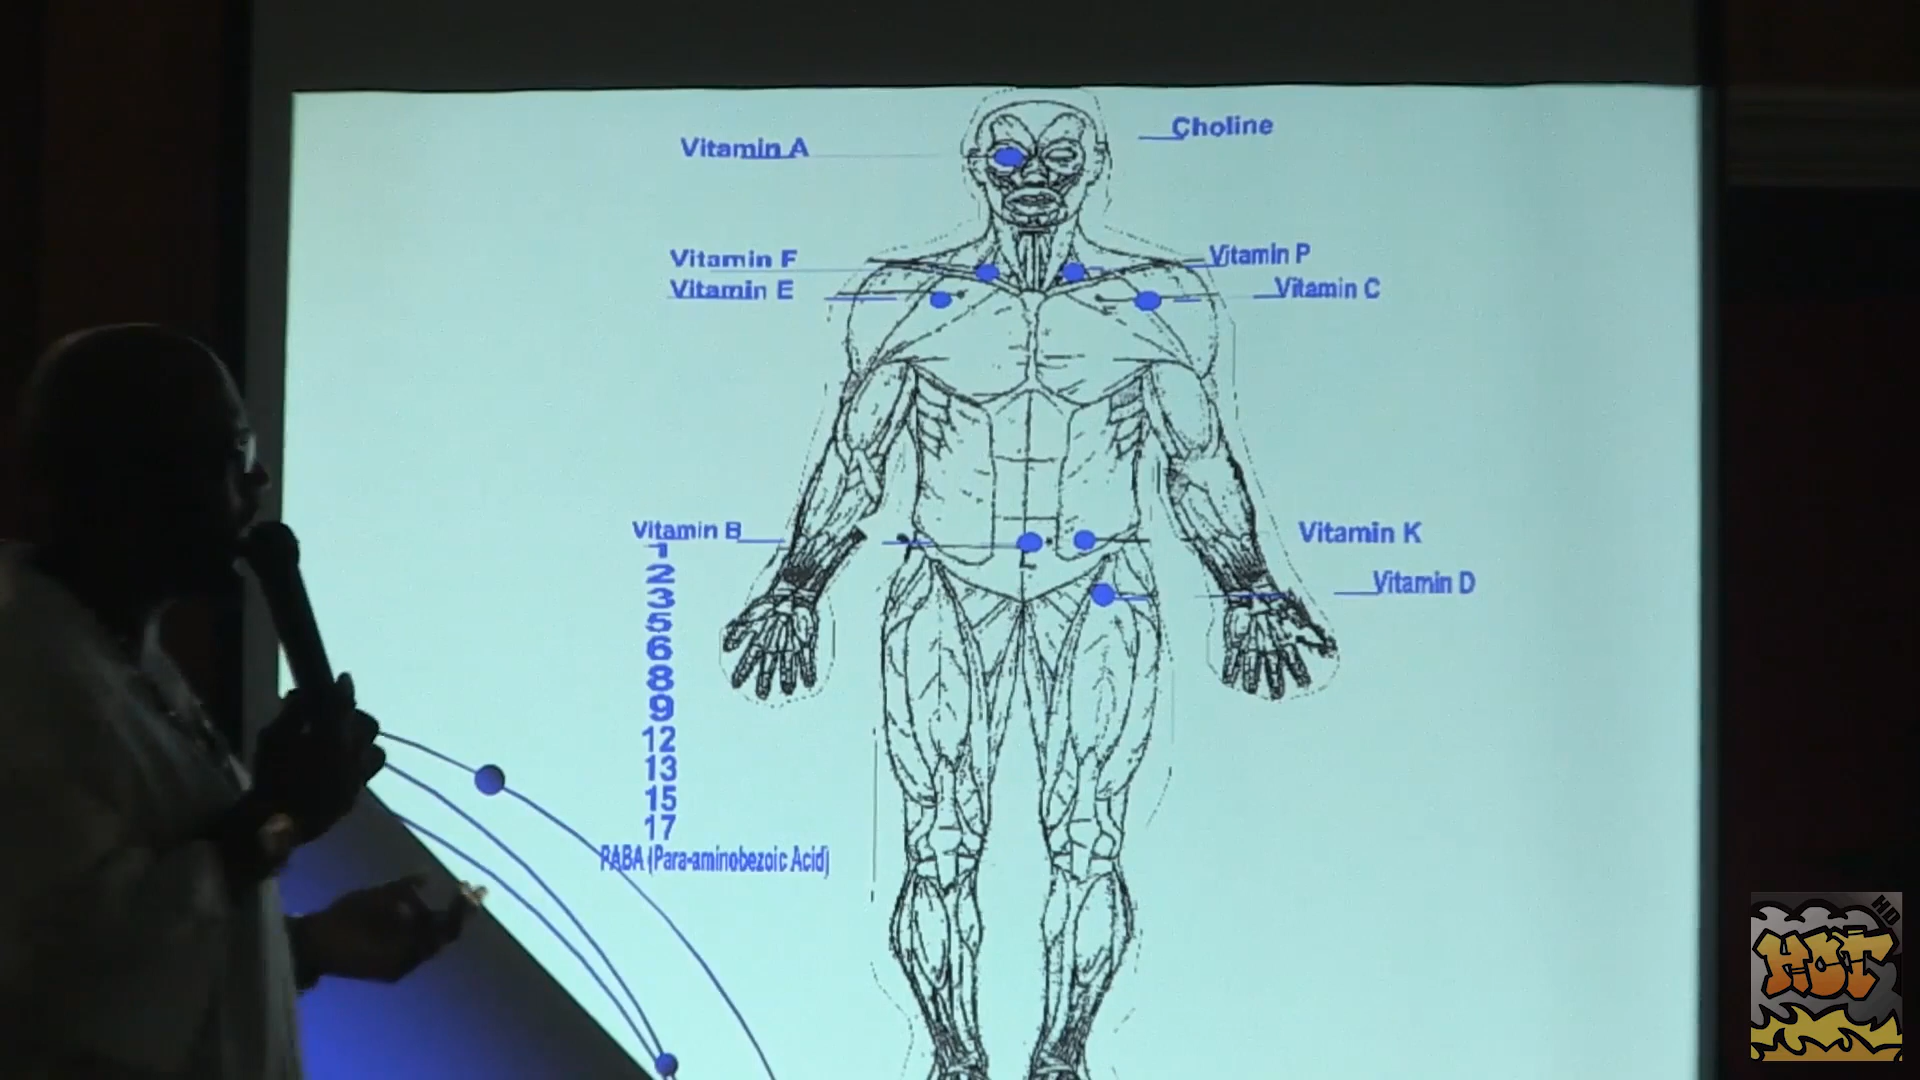 Choline
Vitamin A
Vitamin F
Vitamin P
Vitamin E
Vitamin C
Vitamin B
Vitamin K
1
2
Vitamin D
3
5
6
8
9
12
13
15
17
PABA (Para-aminobezoic Acid)
HD
HOT